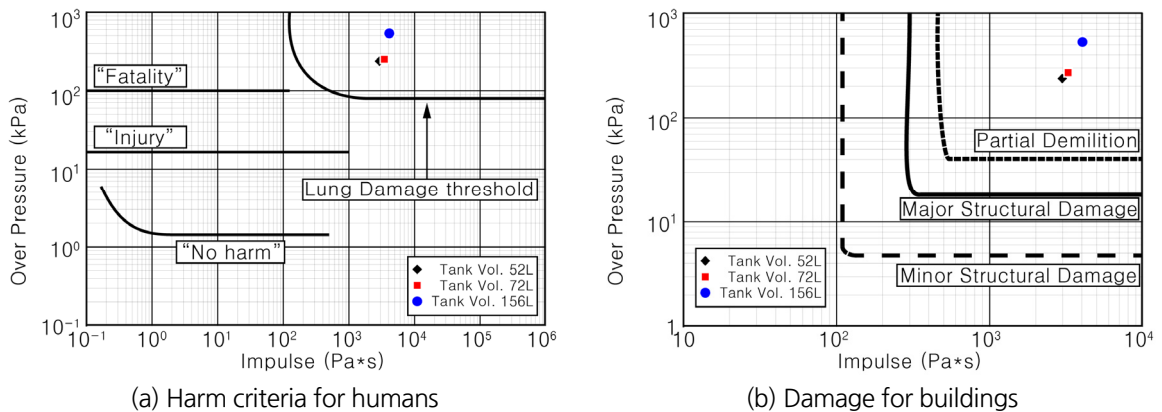 10³
10²
10¹
10⁰
10⁻¹
Over Pressure (kPa)
"Fatality"
"Injury"
Lung Damage threshold
"No harm"
Tank Vol. 52L
Tank Vol. 72L
Tank Vol. 156L
10⁻¹ 10⁰ 10¹ 10² 10³ 10⁴ 10⁵ 10⁶
Impulse (Pa*s)
(a) Harm criteria for humans
10³
10²
10¹
1
Over Pressure (kPa)
Partial Demilition
Major Structural Damage
Minor Structural Damage
Tank Vol. 52L
Tank Vol. 72L
Tank Vol. 156L
10 10² 10³ 10⁴
Impulse (Pa*s)
(b) Damage for buildings